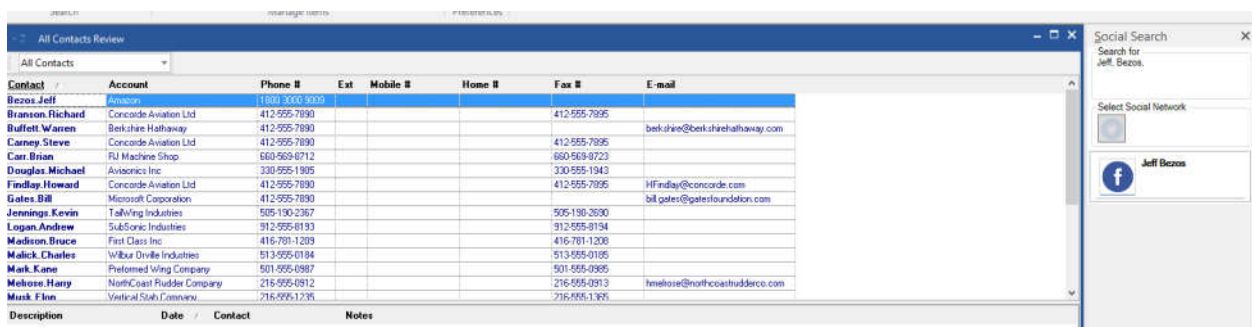 Search Manage Items Preferences
All Contacts Review
All Contacts
Contact Account Phone # Ext Mobile # Home # Fax # E-mail
Bezos.Jeff Amazon 1800 3000 9009
Branson.Richard Concorde Aviation Ltd 412-555-7890 412-555-7895
Buffett.Warren Berkshire Hathaway 412-555-7890 berkshire@berkshirehathaway.com
Carney.Steve Concorde Aviation Ltd 412-555-7890 412-555-7895
Carr.Brian RJ Machine Shop 660-569-8712 660-569-8723
Douglas.Michael Avisonics Inc 330-555-1905 330-555-1943
Findlay.Howard Concorde Aviation Ltd 412-555-7890 412-555-7895 HFindlay@concorde.com
Gates.Bill Microsoft Corporation 412-555-7890 bill.gates@gatesfoundation.com
Jennings.Kevin TailWing Industries 505-190-2367 505-190-2690
Logan.Andrew SubSonic Industries 912-555-8193 912-555-8194
Madison.Bruce First Class Inc 416-781-1209 416-781-1208
Malick.Charles Wilbur Orville Industries 513-555-0184 513-555-0185
Mark.Kane Preformed Wing Company 501-555-0987 501-555-0985
Melrose.Harry NorthCoast Rudder Company 216-555-0912 216-555-0913 hmelrose@northcoastrudderco.com
Musk.Elon Vertical Stab Company 216-555-1235 216-555-1365
Description Date Contact Notes
Social Search
Search for
Jeff. Bezos.
Select Social Network
Jeff Bezos